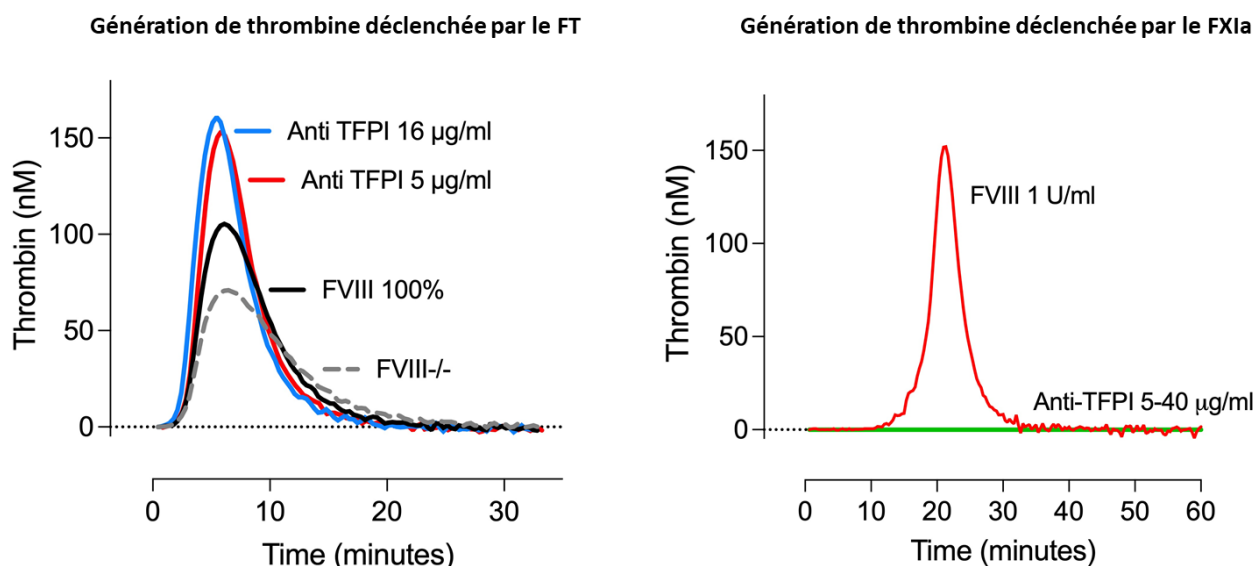 Génération de thrombine déclenchée par le FT
Thrombin (nM)
150
100
50
0
Anti TFPI 16 µg/ml
Anti TFPI 5 µg/ml
FVIII 100%
FVIII-/-
0 10 20 30
Time (minutes)
Génération de thrombine déclenchée par le FXIa
Thrombin (nM)
150
100
50
0
FVIII 1 U/ml
Anti-TFPI 5-40 µg/ml
0 10 20 30 40 50 60
Time (minutes)